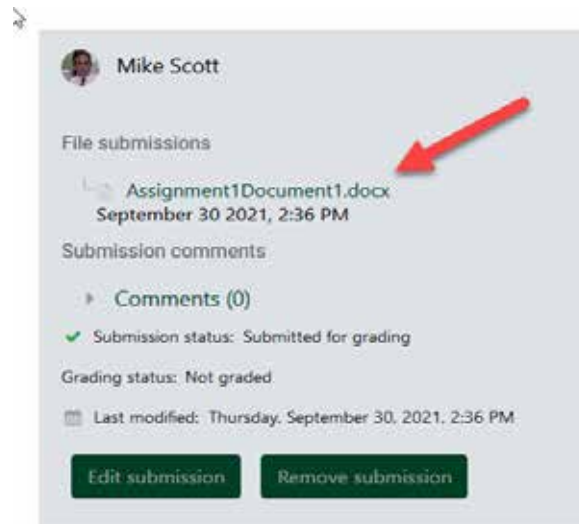 Mike Scott
File submissions
Assignment1Document1.docx
September 30 2021, 2:36 PM
Submission comments
Comments (0)
Submission status: Submitted for grading
Grading status: Not graded
Last modified: Thursday, September 30, 2021, 2:36 PM
Edit submission Remove submission